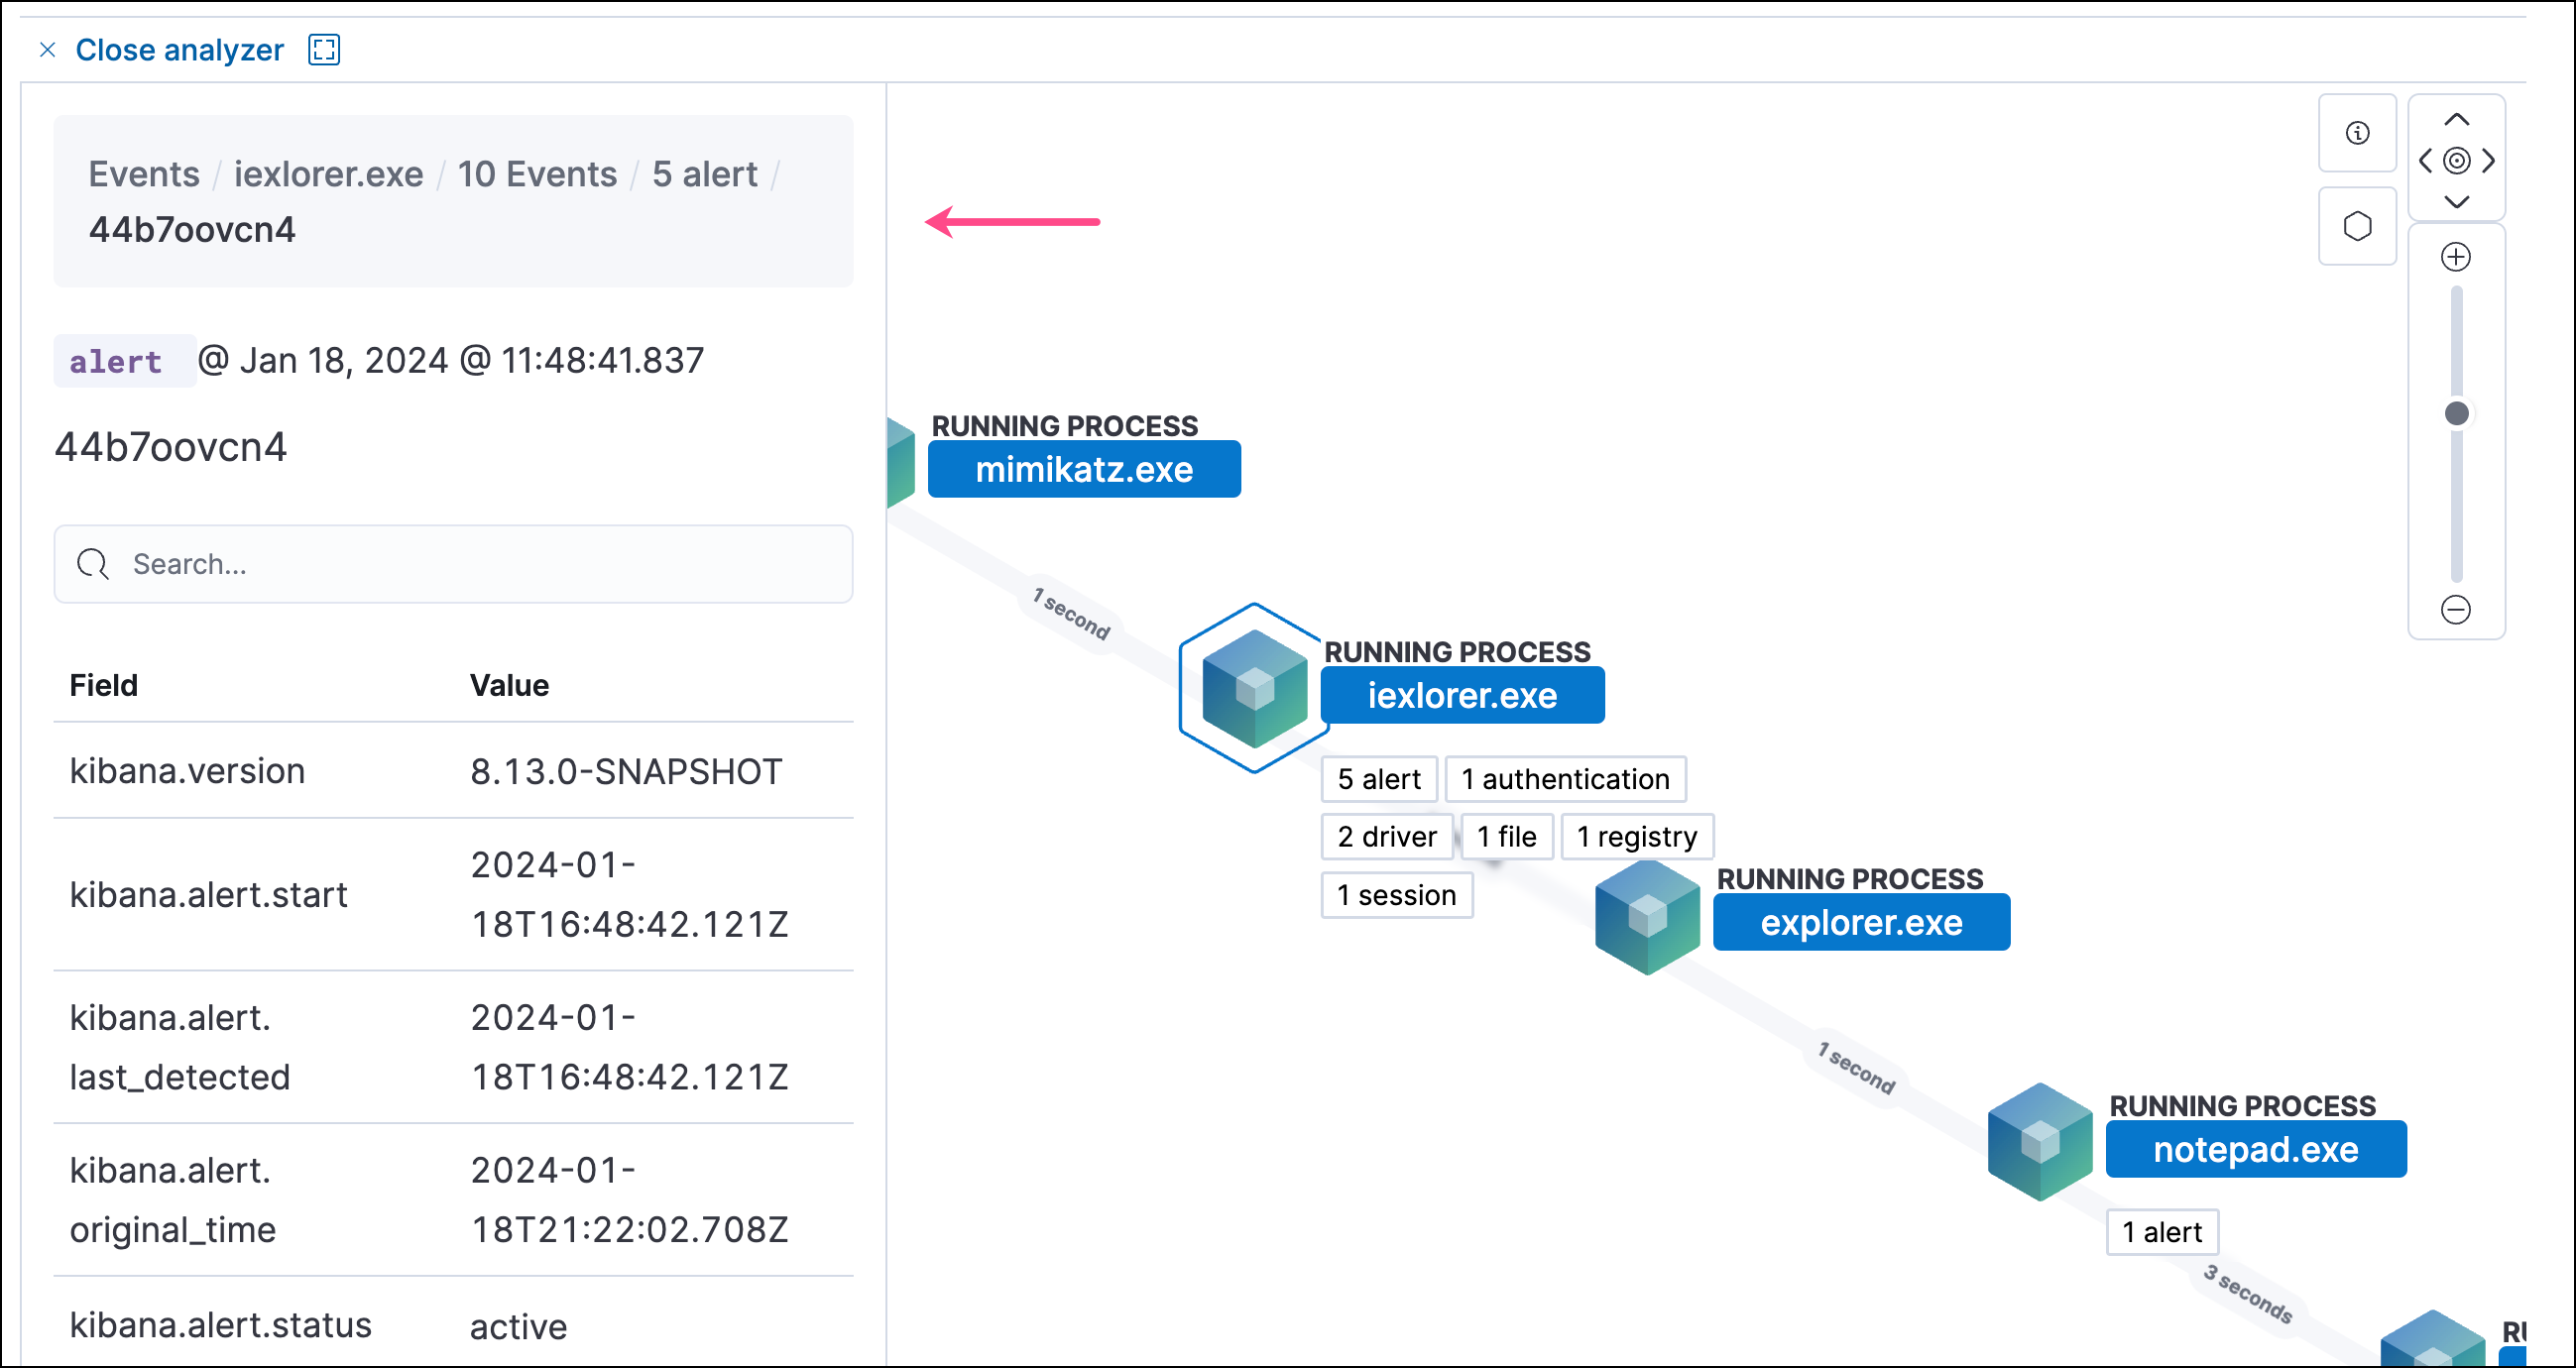 Close analyzer
Events / iexlorer.exe / 10 Events / 5 alert /
44b7oovcn4
alert @ Jan 18, 2024 @ 11:48:41.837
44b7oovcn4
Search...
Field Value
kibana.version 8.13.0-SNAPSHOT
kibana.alert.start 2024-01-
18T16:48:42.121Z
kibana.alert. 2024-01-
last_detected 18T16:48:42.121Z
kibana.alert. 2024-01-
original_time 18T21:22:02.708Z
kibana.alert.status active
RUNNING PROCESS
mimikatz.exe
1 second
RUNNING PROCESS
iexlorer.exe
5 alert 1 authentication
2 driver 1 file 1 registry
1 session
RUNNING PROCESS
explorer.exe
1 second
RUNNING PROCESS
notepad.exe
1 alert
3 seconds